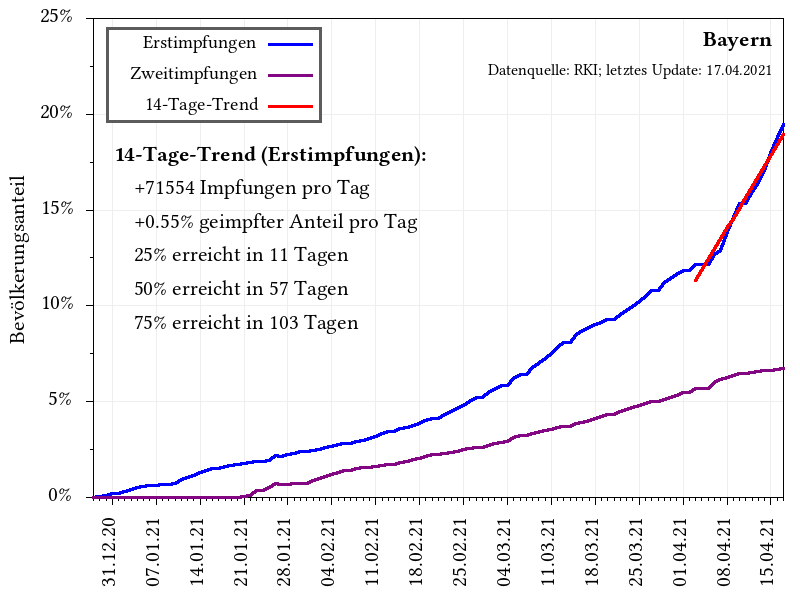 25%
20%
15%
10%
5%
0%
Bevölkerungsanteil
Erstimpfungen
Zweitimpfungen
14-Tage-Trend
Bayern
Datenquelle: RKI; letztes Update: 17.04.2021
14-Tage-Trend (Erstimpfungen):
+71554 Impfungen pro Tag
+0.55% geimpfter Anteil pro Tag
25% erreicht in 11 Tagen
50% erreicht in 57 Tagen
75% erreicht in 103 Tagen
31.12.20
07.01.21
14.01.21
21.01.21
28.01.21
04.02.21
11.02.21
18.02.21
25.02.21
04.03.21
11.03.21
18.03.21
25.03.21
01.04.21
08.04.21
15.04.21